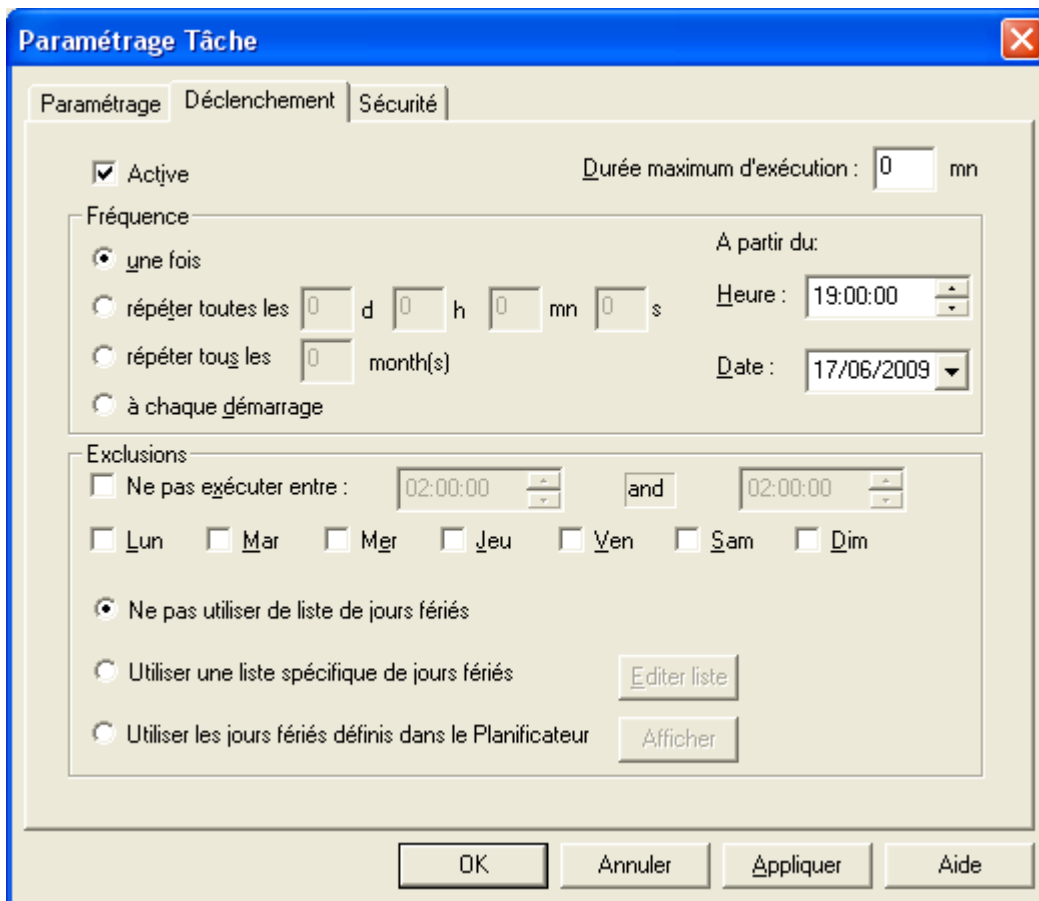 Paramétrage Tâche
Paramétrage Déclenchement Sécurité
Active Durée maximum d'exécution : 0 mn
Fréquence
A partir du:
une fois
Heure : 19:00:00
répéter toutes les 0 d 0 h 0 mn 0 s
répéter tous les 0 month(s)
Date : 17/06/2009
à chaque démarrage
Exclusions
Ne pas exécuter entre : 02:00:00 and 02:00:00
Lun Mar Mer Jeu Ven Sam Dim
Ne pas utiliser de liste de jours fériés
Utiliser une liste spécifique de jours fériés Editer liste
Utiliser les jours fériés définis dans le Planificateur Afficher
OK Annuler Appliquer Aide